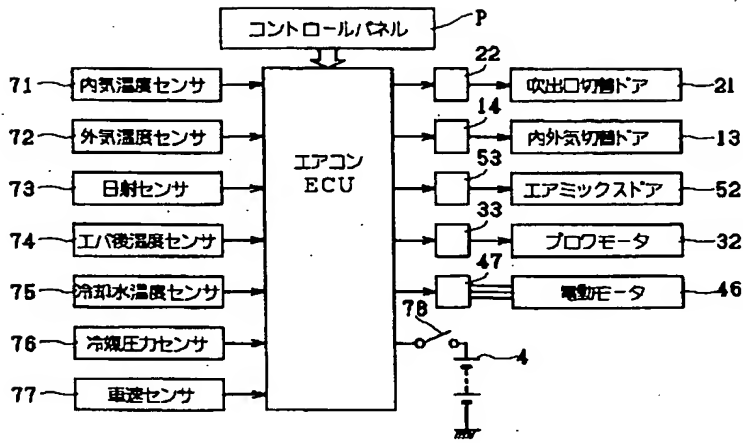 コントロールパネル
P
71
内気温度センサ
72
外気温度センサ
73
日射センサ
74
エバ後温度センサ
75
冷却水温度センサ
76
冷媒圧力センサ
77
車速センサ
エアコン
ECU
22
吹出口切替ドア
21
14
内外気切替ドア
13
53
エアミックスドア
52
33
ブロワモータ
32
47
電動モータ
46
78
4